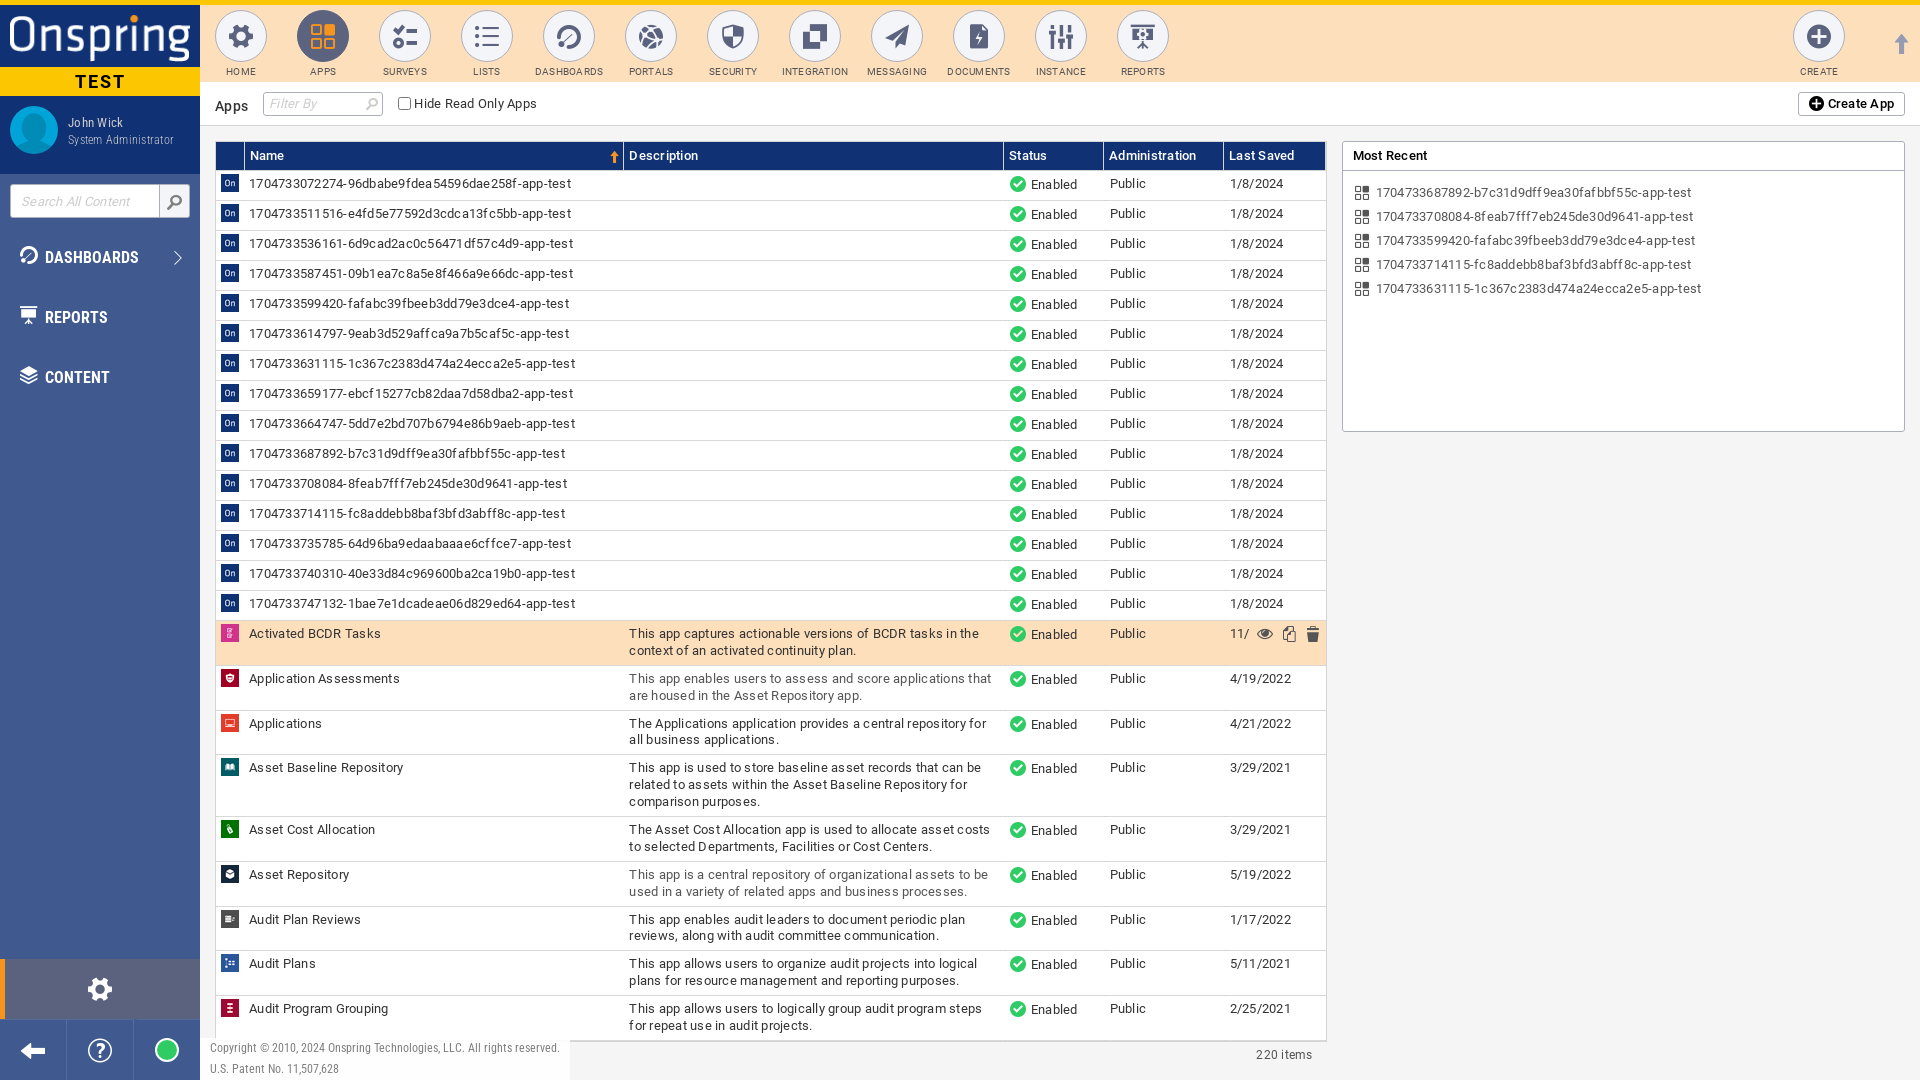 Onspring
TEST
John Wick
System Administrator
Search All Content
DASHBOARDS
REPORTS
CONTENT
HOME APPS SURVEYS LISTS DASHBOARDS PORTALS SECURITY INTEGRATION MESSAGING DOCUMENTS INSTANCE REPORTS CREATE
Apps Filter By Hide Read Only Apps Create App
Name Description Status Administration Last Saved
On 1704733072274-96dbabe9fdea54596dae258f-app-test Enabled Public 1/8/2024
On 1704733511516-e4fd5e77592d3cdca13fc5bb-app-test Enabled Public 1/8/2024
On 1704733536161-6d9cad2ac0c56471df57c4d9-app-test Enabled Public 1/8/2024
On 1704733587451-09b1ea7c8a5e8f466a9e66dc-app-test Enabled Public 1/8/2024
On 1704733599420-fafabc39fbeeb3dd79e3dce4-app-test Enabled Public 1/8/2024
On 1704733614797-9eab3d529affca9a7b5caf5c-app-test Enabled Public 1/8/2024
On 1704733631115-1c367c2383d474a24ecca2e5-app-test Enabled Public 1/8/2024
On 1704733659177-ebcf15277cb82daa7d58dba2-app-test Enabled Public 1/8/2024
On 1704733664747-5dd7e2bd707b6794e86b9aeb-app-test Enabled Public 1/8/2024
On 1704733687892-b7c31d9dff9ea30fafbbf55c-app-test Enabled Public 1/8/2024
On 1704733708084-8feab7fff7eb245de30d9641-app-test Enabled Public 1/8/2024
On 1704733714115-fc8addebb8baf3bfd3abff8c-app-test Enabled Public 1/8/2024
On 1704733735785-64d96ba9edaabaaae6cffce7-app-test Enabled Public 1/8/2024
On 1704733740310-40e33d84c969600ba2ca19b0-app-test Enabled Public 1/8/2024
On 1704733747132-1bae7e1dcadeae06d829ed64-app-test Enabled Public 1/8/2024
Activated BCDR Tasks This app captures actionable versions of BCDR tasks in the Enabled Public 11/
context of an activated continuity plan.
Application Assessments This app enables users to assess and score applications that Enabled Public 4/19/2022
are housed in the Asset Repository app.
Applications The Applications application provides a central repository for Enabled Public 4/21/2022
all business applications.
Asset Baseline Repository This app is used to store baseline asset records that can be Enabled Public 3/29/2021
related to assets within the Asset Baseline Repository for
comparison purposes.
Asset Cost Allocation The Asset Cost Allocation app is used to allocate asset costs Enabled Public 3/29/2021
to selected Departments, Facilities or Cost Centers.
Asset Repository This app is a central repository of organizational assets to be Enabled Public 5/19/2022
used in a variety of related apps and business processes.
Audit Plan Reviews This app enables audit leaders to document periodic plan Enabled Public 1/17/2022
reviews, along with audit committee communication.
Audit Plans This app allows users to organize audit projects into logical Enabled Public 5/11/2021
plans for resource management and reporting purposes.
Audit Program Grouping This app allows users to logically group audit program steps Enabled Public 2/25/2021
for repeat use in audit projects.
220 items
Most Recent
1704733687892-b7c31d9dff9ea30fafbbf55c-app-test
1704733708084-8feab7fff7eb245de30d9641-app-test
1704733599420-fafabc39fbeeb3dd79e3dce4-app-test
1704733714115-fc8addebb8baf3bfd3abff8c-app-test
1704733631115-1c367c2383d474a24ecca2e5-app-test
Copyright © 2010, 2024 Onspring Technologies, LLC. All rights reserved.
U.S. Patent No. 11,507,628